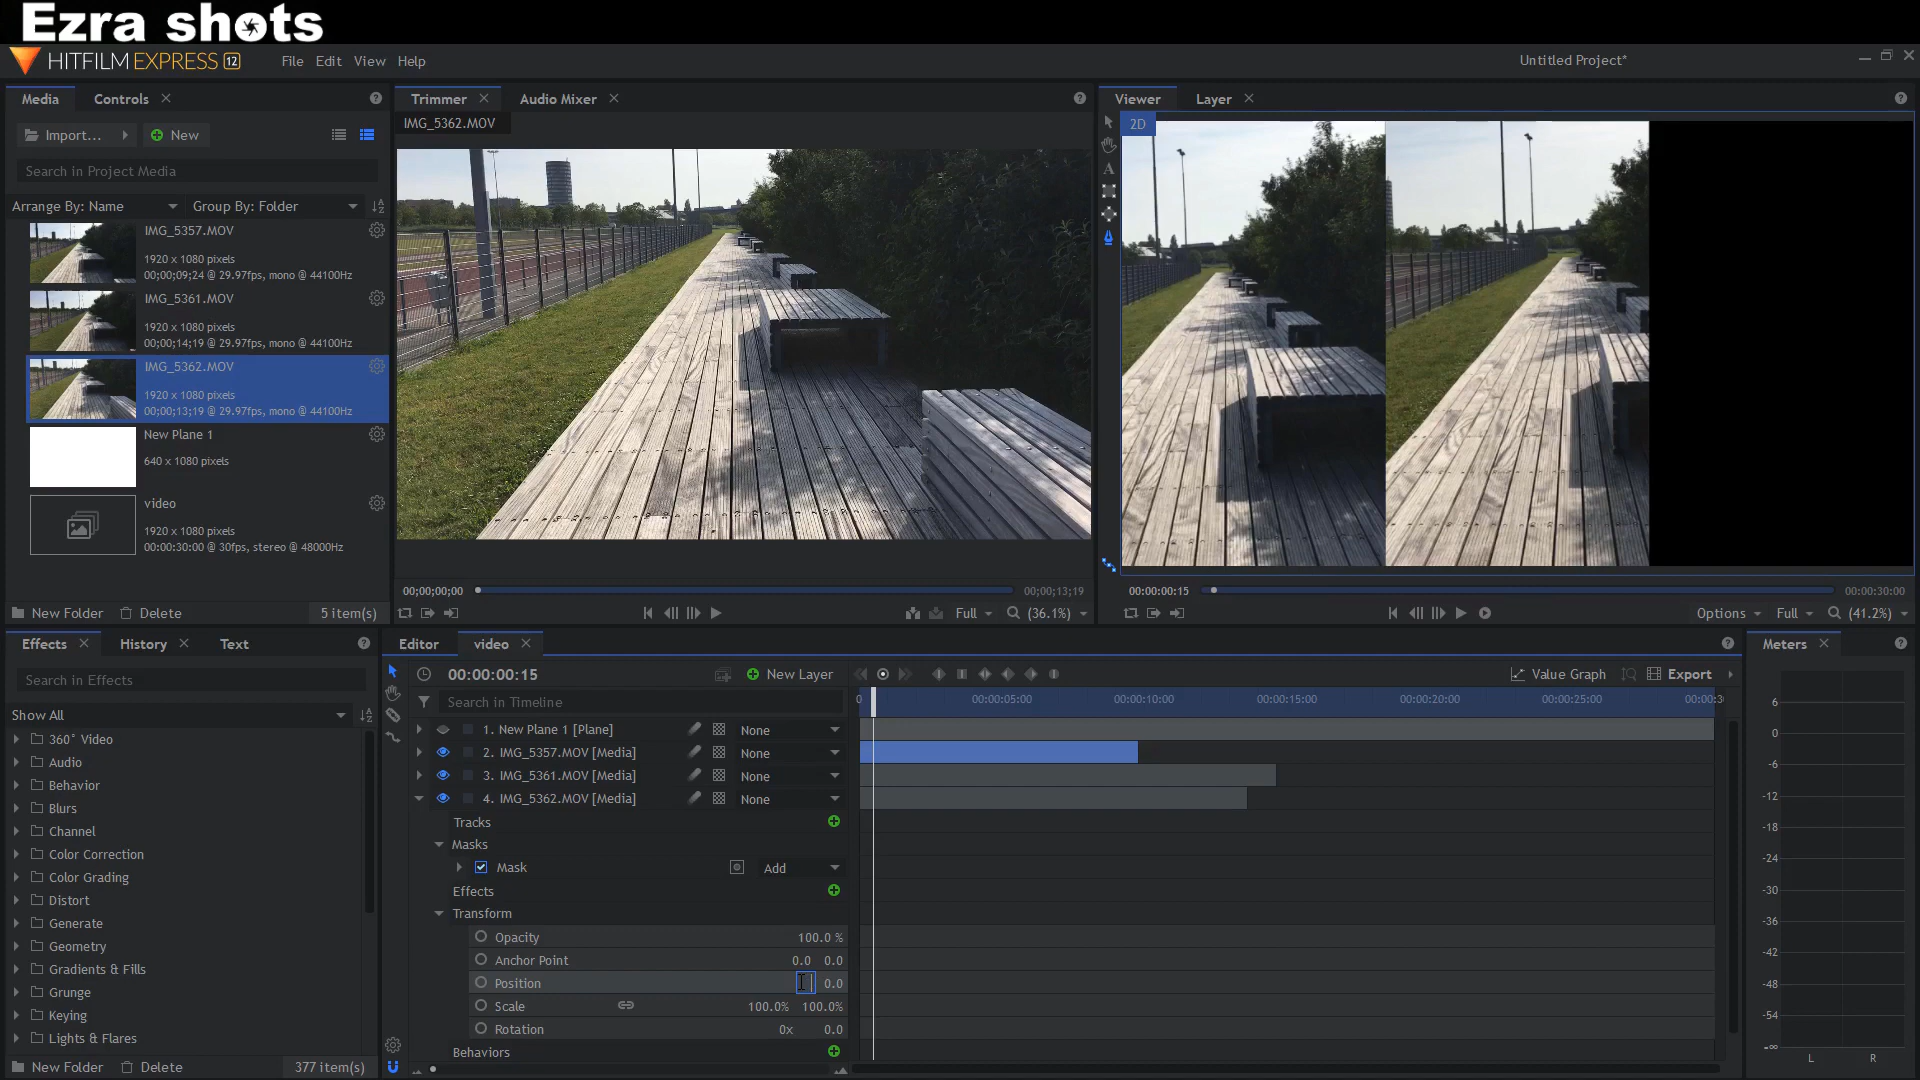 Ezra shots
HITFILM EXPRESS 12
File Edit View Help
Untitled Project*
Media Controls
Import... New
Search in Project Media
Arrange By: Name Group By: Folder
IMG_5357.MOV
1920 x 1080 pixels
00;00;09;24 @ 29.97fps, mono @ 44100Hz
IMG_5361.MOV
1920 x 1080 pixels
00;00;14;19 @ 29.97fps, mono @ 44100Hz
IMG_5362.MOV
1920 x 1080 pixels
00;00;13;19 @ 29.97fps, mono @ 44100Hz
New Plane 1
640 x 1080 pixels
video
1920 x 1080 pixels
00:00:30:00 @ 30fps, stereo @ 48000Hz
New Folder Delete 5 item(s)
Trimmer Audio Mixer
IMG_5362.MOV
00;00;00;00 00;00;13;19
Full (36.1%)
Viewer Layer
2D
00:00:00:15 00:00:30:00
Options Full (41.2%)
Effects History Text
Search in Effects
Show All
360° Video
Audio
Behavior
Blurs
Channel
Color Correction
Color Grading
Distort
Generate
Geometry
Gradients & Fills
Grunge
Keying
Lights & Flares
New Folder Delete 377 item(s)
Editor video
00:00:00:15 New Layer
Value Graph Export
Search in Timeline
0 00:00:05:00 00:00:10:00 00:00:15:00 00:00:20:00 00:00:25:00 00:00:3
1. New Plane 1 [Plane] None
2. IMG_5357.MOV [Media] None
3. IMG_5361.MOV [Media] None
4. IMG_5362.MOV [Media] None
Tracks
Masks
Mask Add
Effects
Transform
Opacity 100.0 %
Anchor Point 0.0 0.0
Position 0.0
Scale 100.0% 100.0%
Rotation 0x 0.0
Behaviors
Meters
6
0
-6
-12
-18
-24
-30
-36
-42
-48
-54
-∞
L R